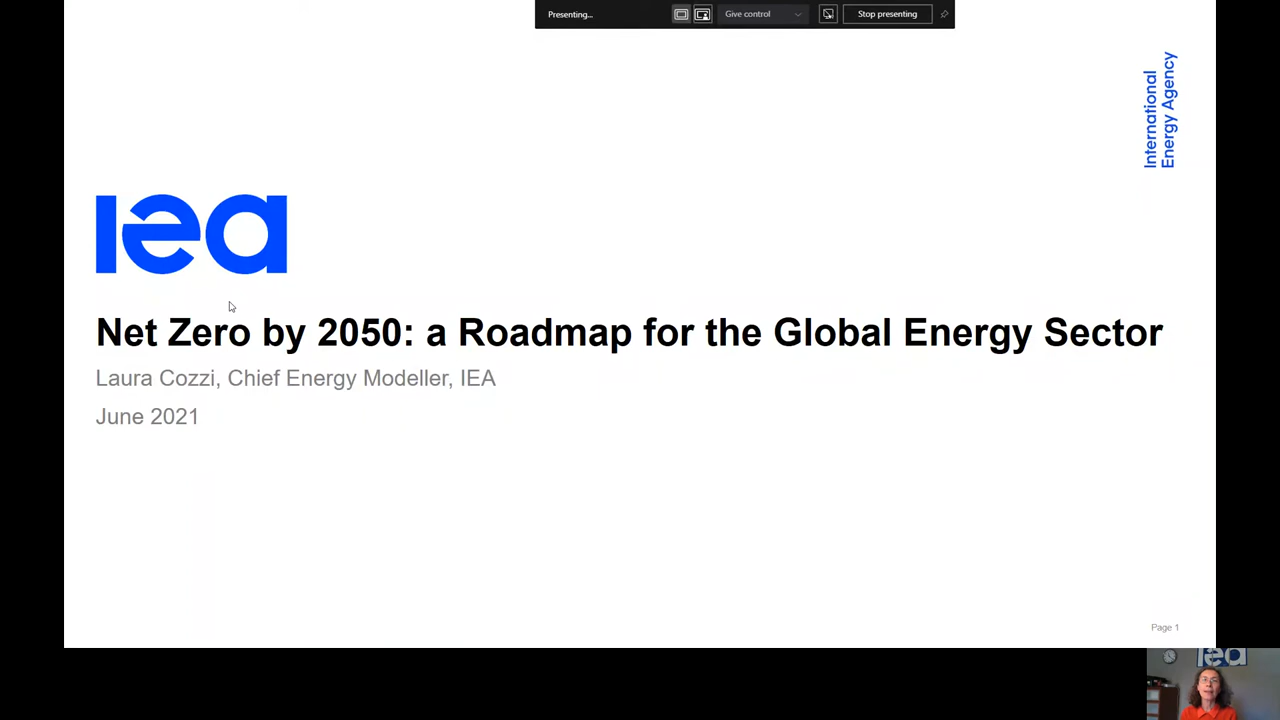 Presenting...
Give control
Stop presenting
International
Energy Agency
iea
Net Zero by 2050: a Roadmap for the Global Energy Sector
Laura Cozzi, Chief Energy Modeller, IEA
June 2021
Page 1
iea